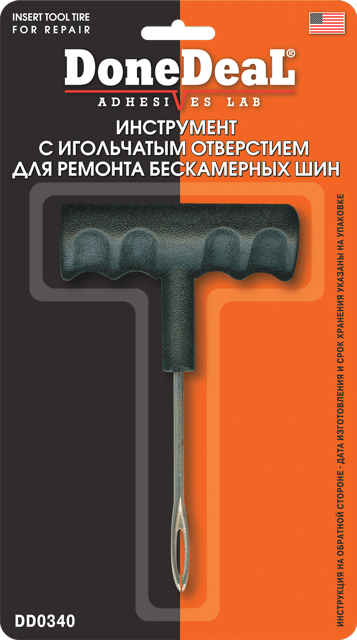 INSERT TOOL TIRE
FOR REPAIR
DoneDeaL®
ADHESIVES LAB
ИНСТРУМЕНТ
С ИГОЛЬЧАТЫМ ОТВЕРСТИЕМ
ДЛЯ РЕМОНТА БЕСКАМЕРНЫХ ШИН
ИНСТРУКЦИЯ НА ОБРАТНОЙ СТОРОНЕ - ДАТА ИЗГОТОВЛЕНИЯ И СРОК ХРАНЕНИЯ УКАЗАНЫ НА УПАКОВКЕ
DD0340